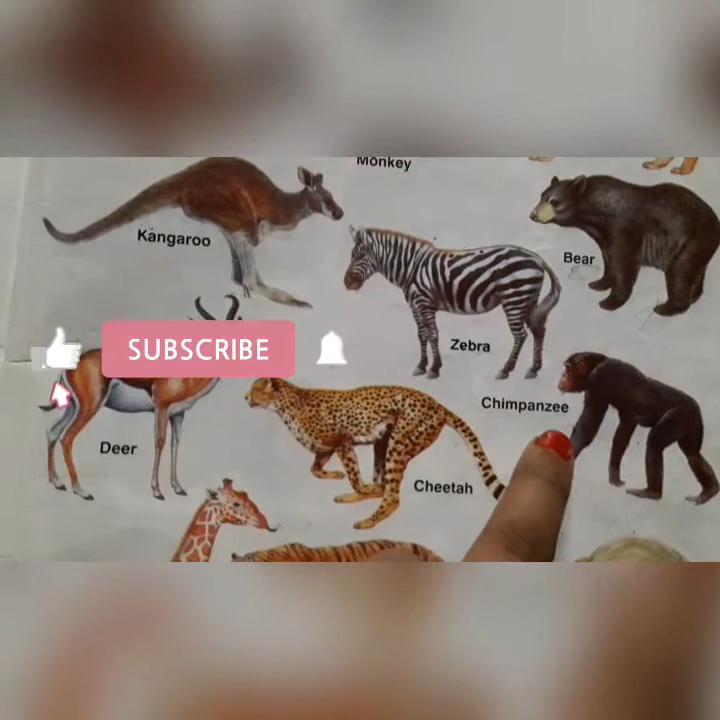 Monkey
Kangaroo
Bear
Zebra
SUBSCRIBE
Chimpanzee
Deer
Cheetah